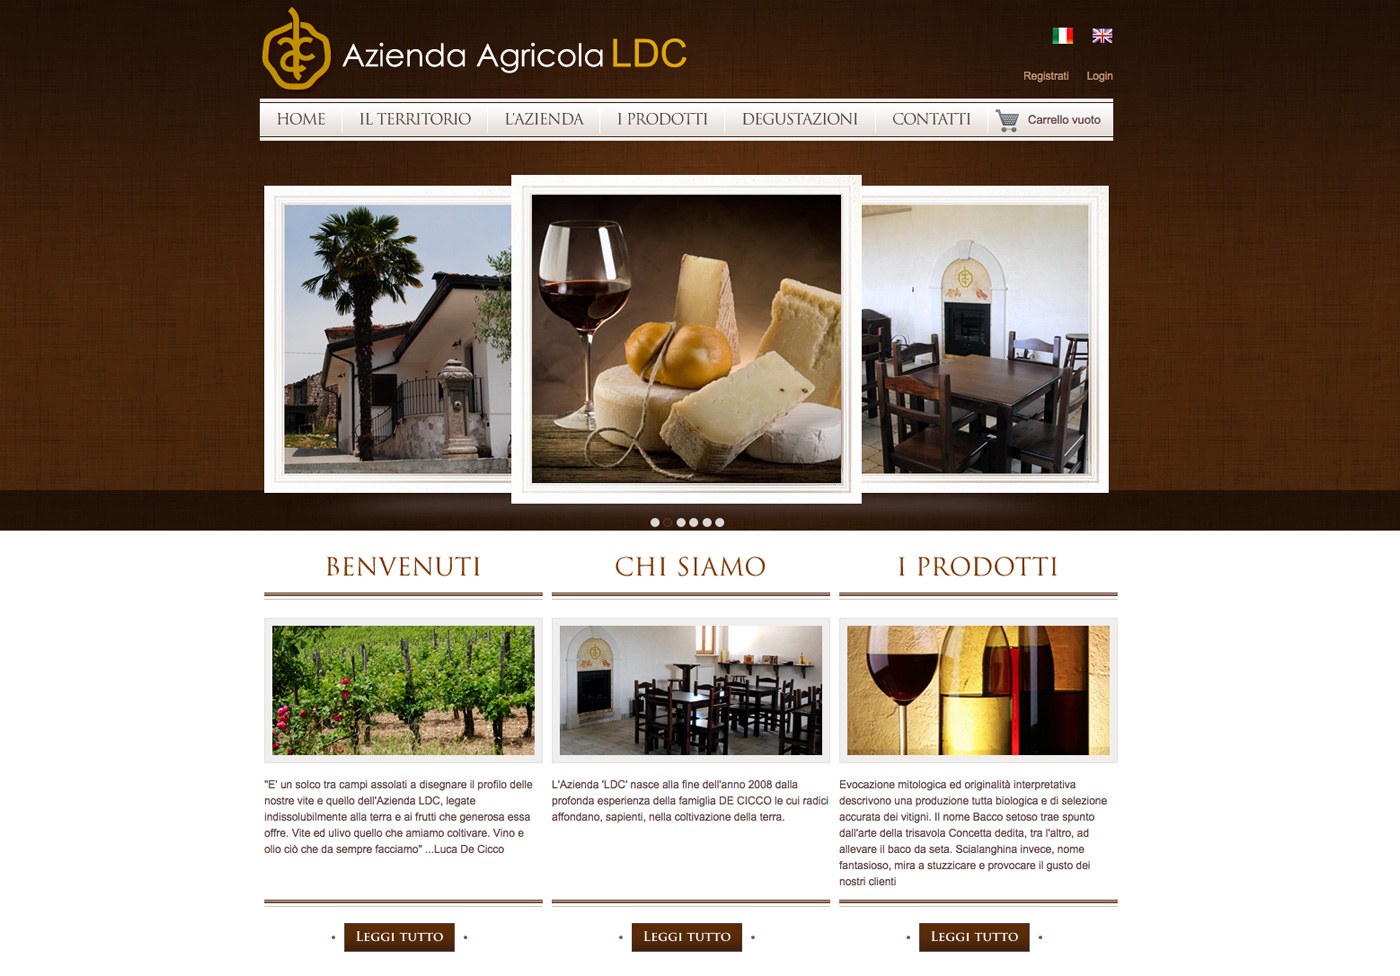 Azienda Agricola LDC
Registrati Login
HOME IL TERRITORIO L'AZIENDA I PRODOTTI DEGUSTAZIONI CONTATTI Carrello vuoto
BENVENUTI
"E' un solco tra campi assolati a disegnare il profilo delle
nostre vite e quello dell'Azienda LDC, legate
indissolubilmente alla terra e ai frutti che generosa essa
offre. Vite ed ulivo quello che amiamo coltivare. Vino e
olio ciò che da sempre facciamo" ...Luca De Cicco
LEGGI TUTTO
CHI SIAMO
L'Azienda 'LDC' nasce alla fine dell'anno 2008 dalla
profonda esperienza della famiglia DE CICCO le cui radici
affondano, sapienti, nella coltivazione della terra.
LEGGI TUTTO
I PRODOTTI
Evocazione mitologica ed originalità interpretativa
descrivono una produzione tutta biologica e di selezione
accurata dei vitigni. Il nome Bacco setoso trae spunto
dall'arte della trisavola Concetta dedita, tra l'altro, ad
allevare il baco da seta. Scialanghina invece, nome
fantasioso, mira a stuzzicare e provocare il gusto dei
nostri clienti
LEGGI TUTTO